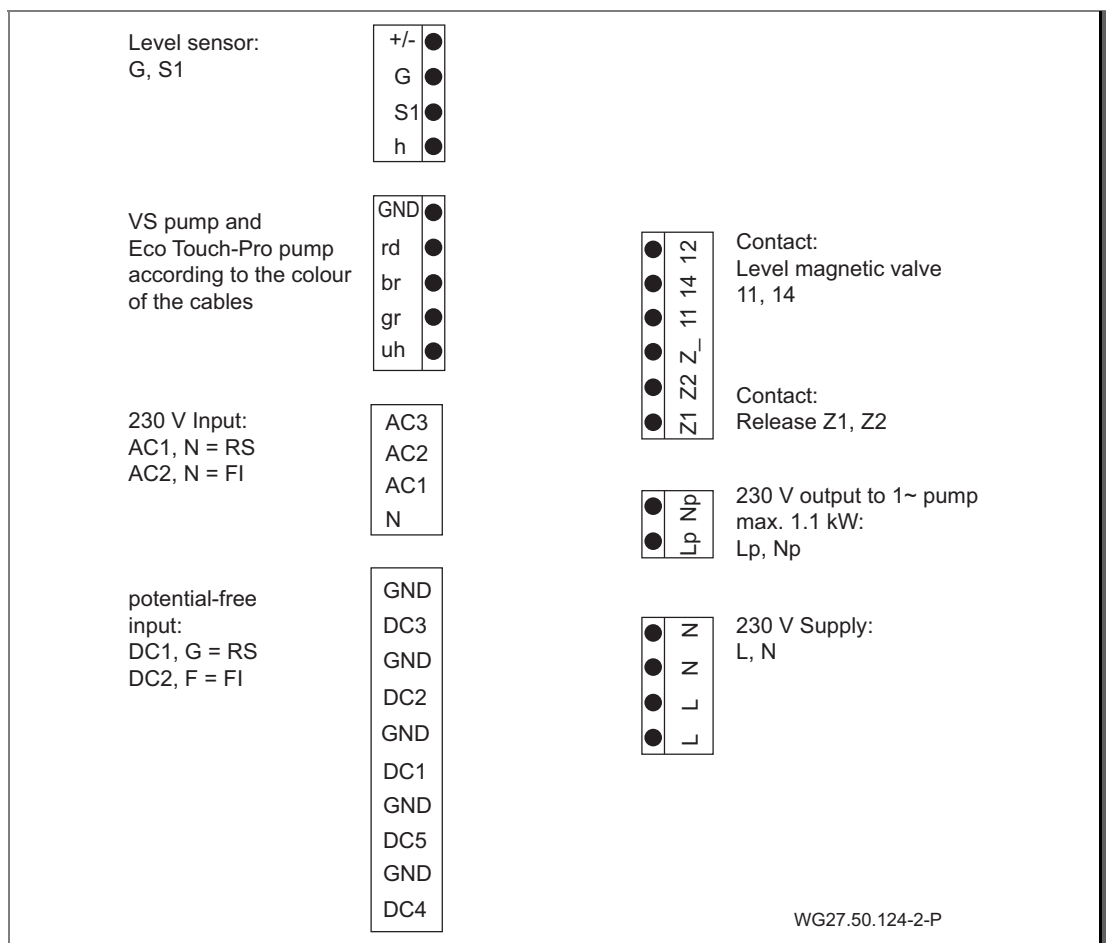 Level sensor:
G, S1
+/-
G
S1
h
VS pump and
Eco Touch-Pro pump
according to the colour
of the cables
GND
rd
br
gr
uh
230 V Input:
AC1, N = RS
AC2, N = FI
AC3
AC2
AC1
N
potential-free
input:
DC1, G = RS
DC2, F = FI
GND
DC3
GND
DC2
GND
DC1
GND
DC5
GND
DC4
Z1 Z2 Z_ 11 14 12
Contact:
Level magnetic valve
11, 14
Contact:
Release Z1, Z2
Lp Np
230 V output to 1~ pump
max. 1.1 kW:
Lp, Np
L L N N
230 V Supply:
L, N
WG27.50.124-2-P